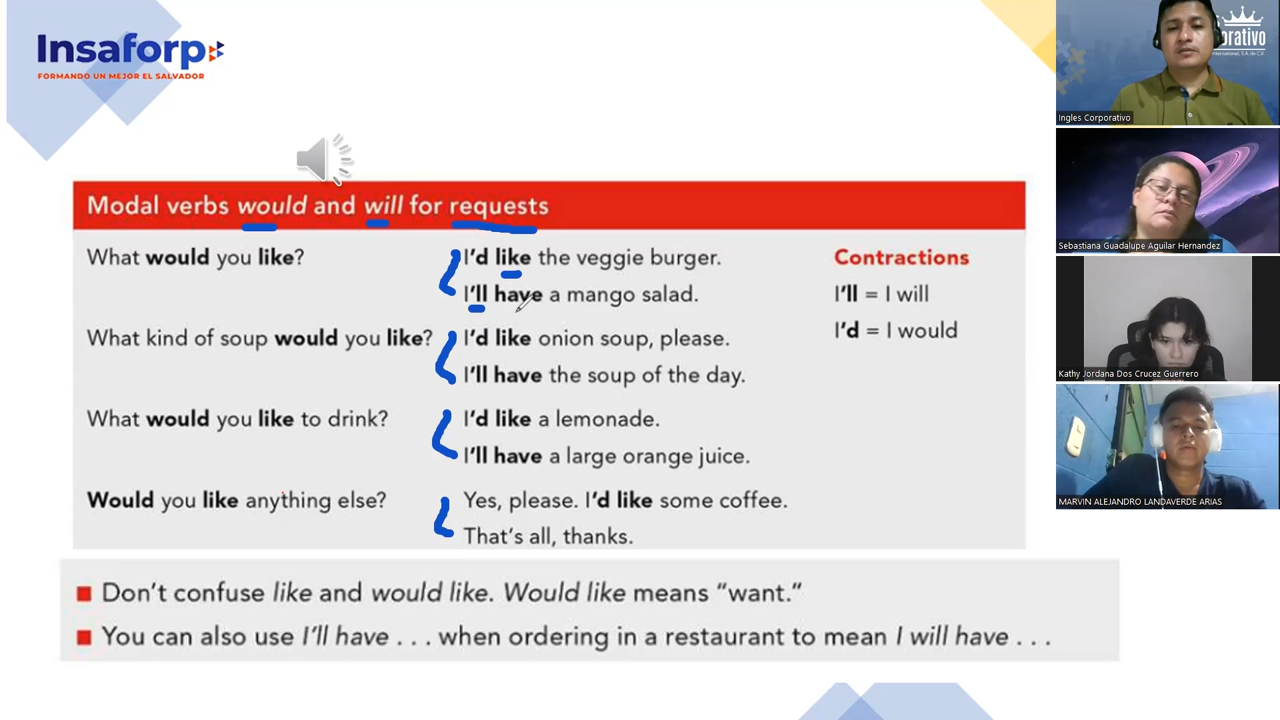 Insaforp
FORMANDO UN MEJOR EL SALVADOR
Modal verbs would and will for requests
What would you like?
I'd like the veggie burger.
I'll have a mango salad.
What kind of soup would you like?
I'd like onion soup, please.
I'll have the soup of the day.
What would you like to drink?
I'd like a lemonade.
I'll have a large orange juice.
Would you like anything else?
Yes, please. I'd like some coffee.
That's all, thanks.
Contractions
I'll = I will
I'd = I would
Don't confuse like and would like. Would like means “want.”
You can also use I'll have . . . when ordering in a restaurant to mean I will have . . .
orativo
Ingles Corporativo
Sebastiana Guadalupe Aguilar Hernandez
Kathy Jordana Dos Crucez Guerrero
MARVIN ALEJANDRO LANDAVERDE ARIAS